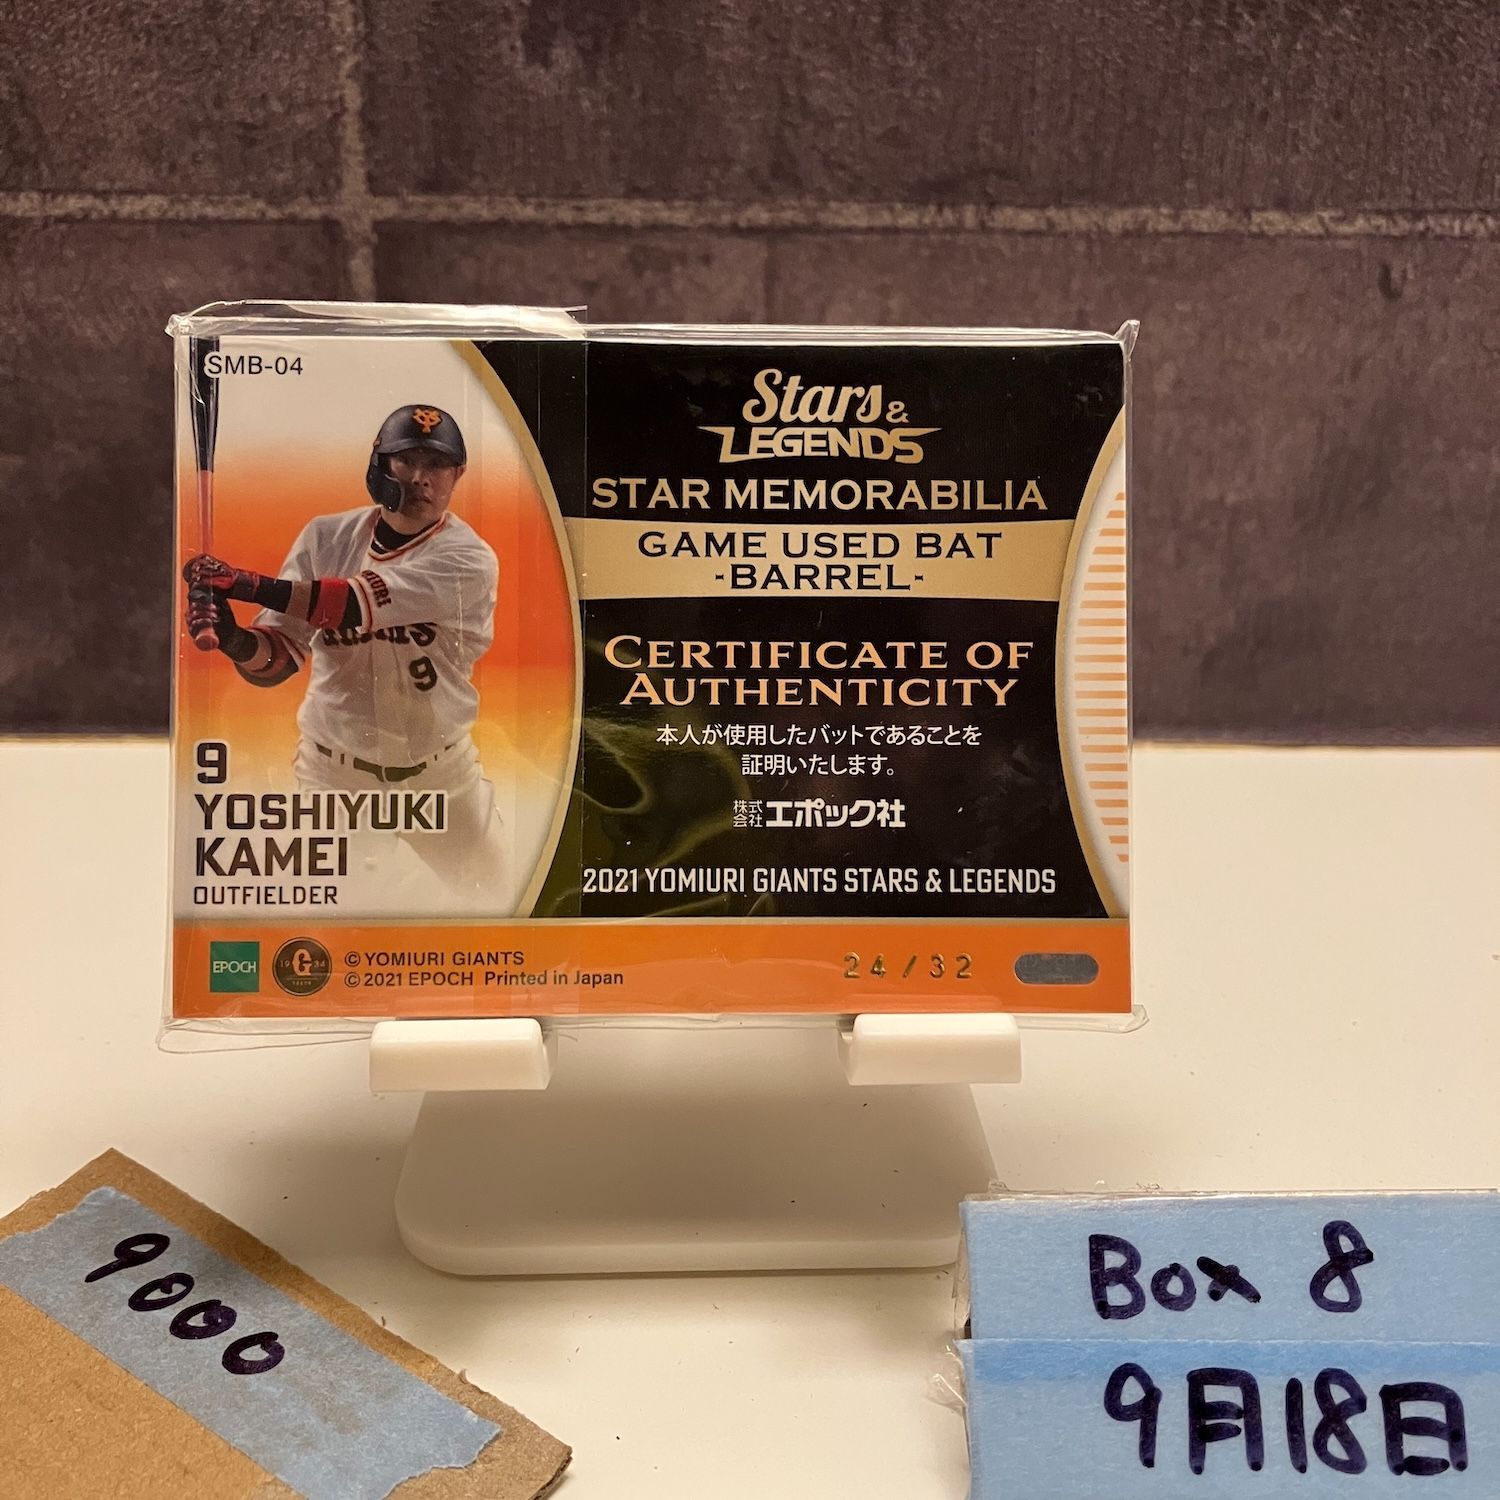 SMB-04
Stars &
LEGENDS
STAR MEMORABILIA
GAME USED BAT
-BARREL-
CERTIFICATE OF
AUTHENTICITY
本人が使用したバットであることを
証明いたします。
株式会社エポック社
2021 YOMIURI GIANTS STARS & LEGENDS
9
9
YOSHIYUKI
KAMEI
OUTFIELDER
EPOCH
©YOMIURI GIANTS
©2021 EPOCH Printed in Japan
24/32
9000
Box 8
9月18日